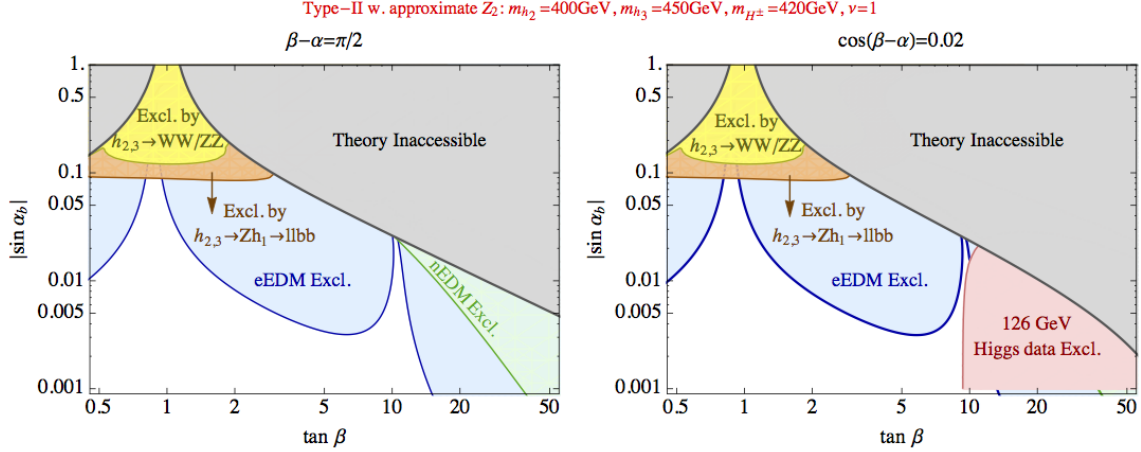 Type-II w. approximate Z₂: m_h₂=400GeV, m_h₃=450GeV, m_H±=420GeV, ν=1
β-α=π/2
1.
0.5
0.1
0.05
0.01
0.005
0.001
|sin α_b|
Theory Inaccessible
Excl. by
h₂,₃→WW/ZZ
Excl. by
h₂,₃→Zh₁→llbb
eEDM Excl.
nEDM Excl.
0.5 1 2 5 10 20 50
tan β
cos(β-α)=0.02
1.
0.5
0.1
0.05
0.01
0.005
0.001
|sin α_b|
Theory Inaccessible
Excl. by
h₂,₃→WW/ZZ
Excl. by
h₂,₃→Zh₁→llbb
eEDM Excl.
126 GeV
Higgs data Excl.
0.5 1 2 5 10 20 50
tan β